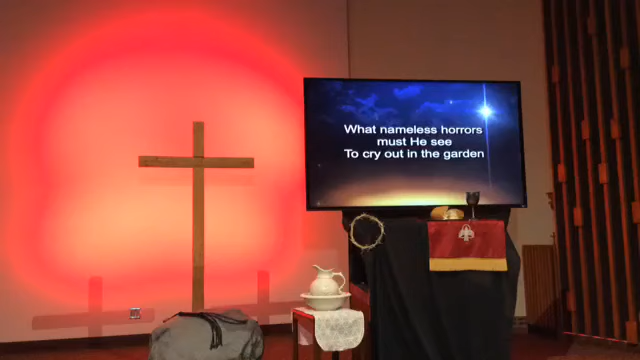 What nameless horrors
must He see
To cry out in the garden